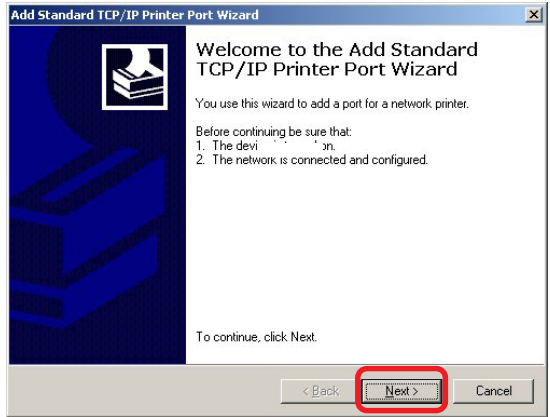 Add Standard TCP/IP Printer Port Wizard
Welcome to the Add Standard
TCP/IP Printer Port Wizard
You use this wizard to add a port for a network printer.
Before continuing be sure that:
1. The
2. The network is connected and configured.
To continue, click Next.
< Back
Next >
Cancel